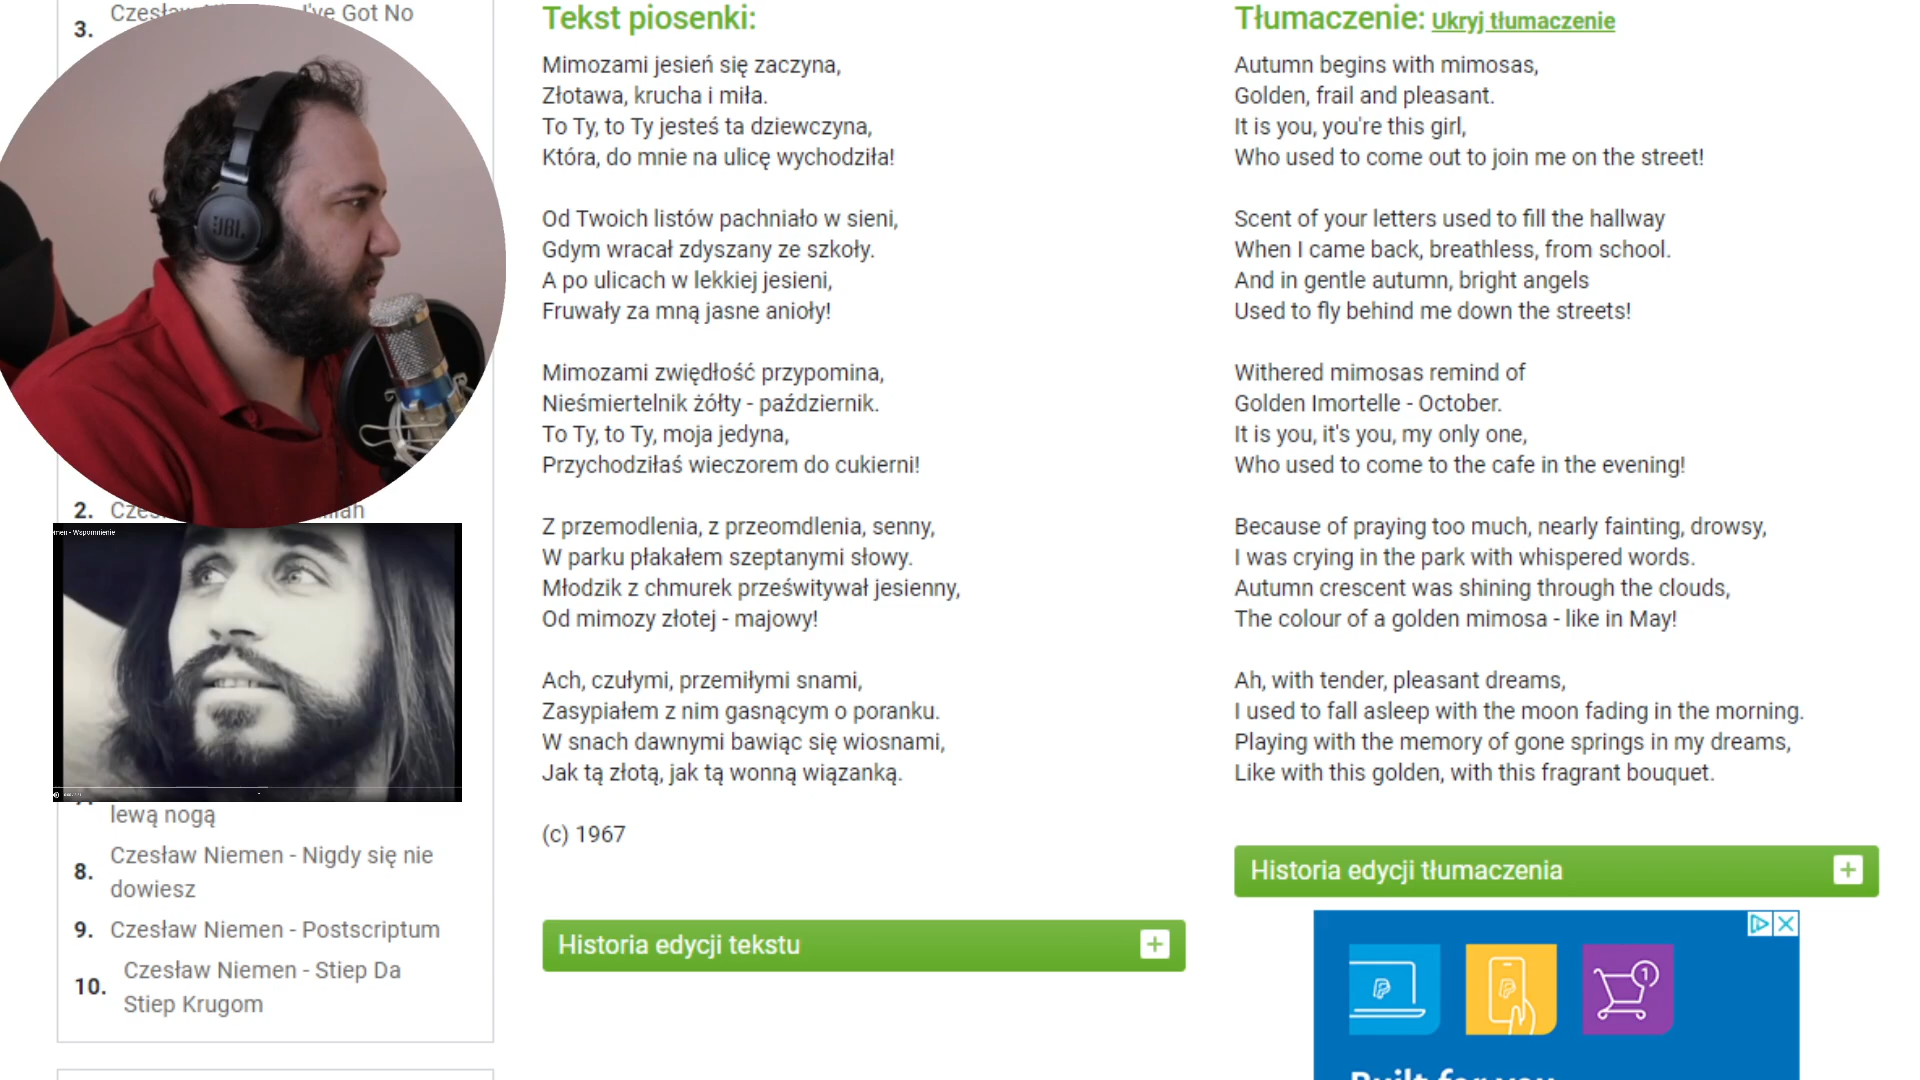 3.
Czesław
I've Got No
2.
lewą nogą
8.
Czesław Niemen - Nigdy się nie
dowiesz
9.
Czesław Niemen - Postscriptum
10.
Czesław Niemen - Stiep Da
Stiep Krugom
JBL
- Wspomnienie
Tekst piosenki:
Mimozami jesień się zaczyna,
Złotawa, krucha i miła.
To Ty, to Ty jesteś ta dziewczyna,
Która, do mnie na ulicę wychodziła!
Od Twoich listów pachniało w sieni,
Gdym wracał zdyszany ze szkoły.
A po ulicach w lekkiej jesieni,
Fruwały za mną jasne anioły!
Mimozami zwiędłość przypomina,
Nieśmiertelnik żółty - październik.
To Ty, to Ty, moja jedyna,
Przychodziłaś wieczorem do cukierni!
Z przemodlenia, z przeomdlenia, senny,
W parku płakałem szeptanymi słowy.
Młodzik z chmurek prześwitywał jesienny,
Od mimozy złotej - majowy!
Ach, czułymi, przemiłymi snami,
Zasypiałem z nim gasnącym o poranku.
W snach dawnymi bawiąc się wiosnami,
Jak tą złotą, jak tą wonną wiązanką.
(c) 1967
Historia edycji tekstu
Tłumaczenie: Ukryj tłumaczenie
Autumn begins with mimosas,
Golden, frail and pleasant.
It is you, you're this girl,
Who used to come out to join me on the street!
Scent of your letters used to fill the hallway
When I came back, breathless, from school.
And in gentle autumn, bright angels
Used to fly behind me down the streets!
Withered mimosas remind of
Golden Imortelle - October.
It is you, it's you, my only one,
Who used to come to the cafe in the evening!
Because of praying too much, nearly fainting, drowsy,
I was crying in the park with whispered words.
Autumn crescent was shining through the clouds,
The colour of a golden mimosa - like in May!
Ah, with tender, pleasant dreams,
I used to fall asleep with the moon fading in the morning.
Playing with the memory of gone springs in my dreams,
Like with this golden, with this fragrant bouquet.
Historia edycji tłumaczenia
1
Built for you